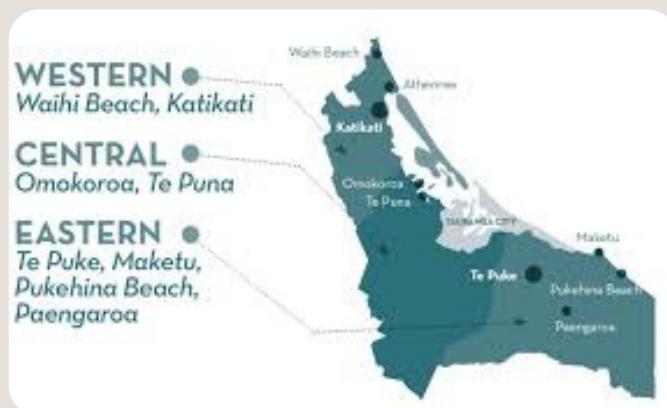 WESTERN
Waihi Beach, Katikati
CENTRAL
Omokoroa, Te Puna
EASTERN
Te Puke, Maketu,
Pukehina Beach,
Paengaroa
Waihi Beach
Athenree
Katikati
Omokoroa
Te Puna
TAURANGA CITY
Maketu
Te Puke
Pukehina Beach
Paengaroa